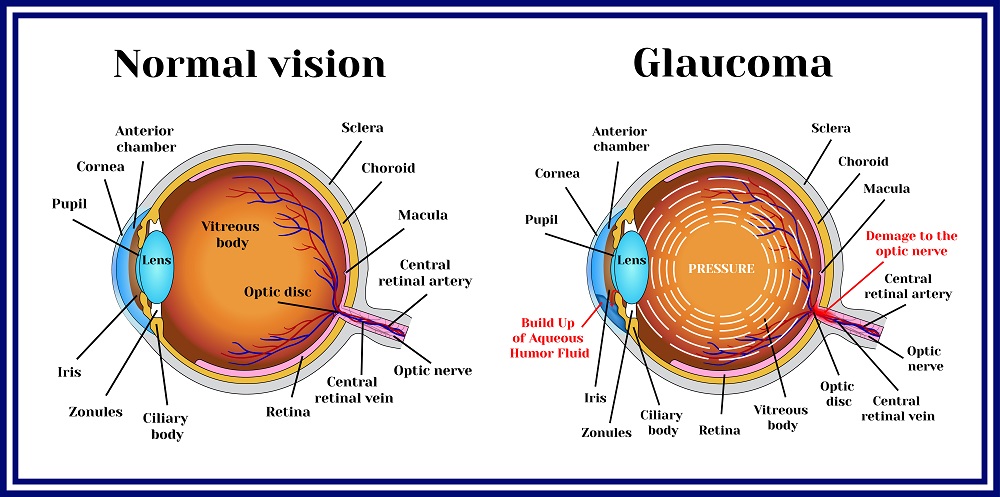 Normal vision
Anterior
chamber
Cornea
Pupil
Sclera
Choroid
Macula
Vitreous
body
Lens
Optic disc
Central
retinal artery
Iris
Zonules
Ciliary
body
Retina
Central
retinal vein
Optic nerve
Glaucoma
Anterior
chamber
Cornea
Pupil
Sclera
Choroid
Macula
Demage to the
optic nerve
Lens
PRESSURE
Central
retinal artery
Build Up
of Aqueous
Humor Fluid
Optic
nerve
Iris
Zonules
Ciliary
body
Retina
Vitreous
body
Optic
disc
Central
retinal vein